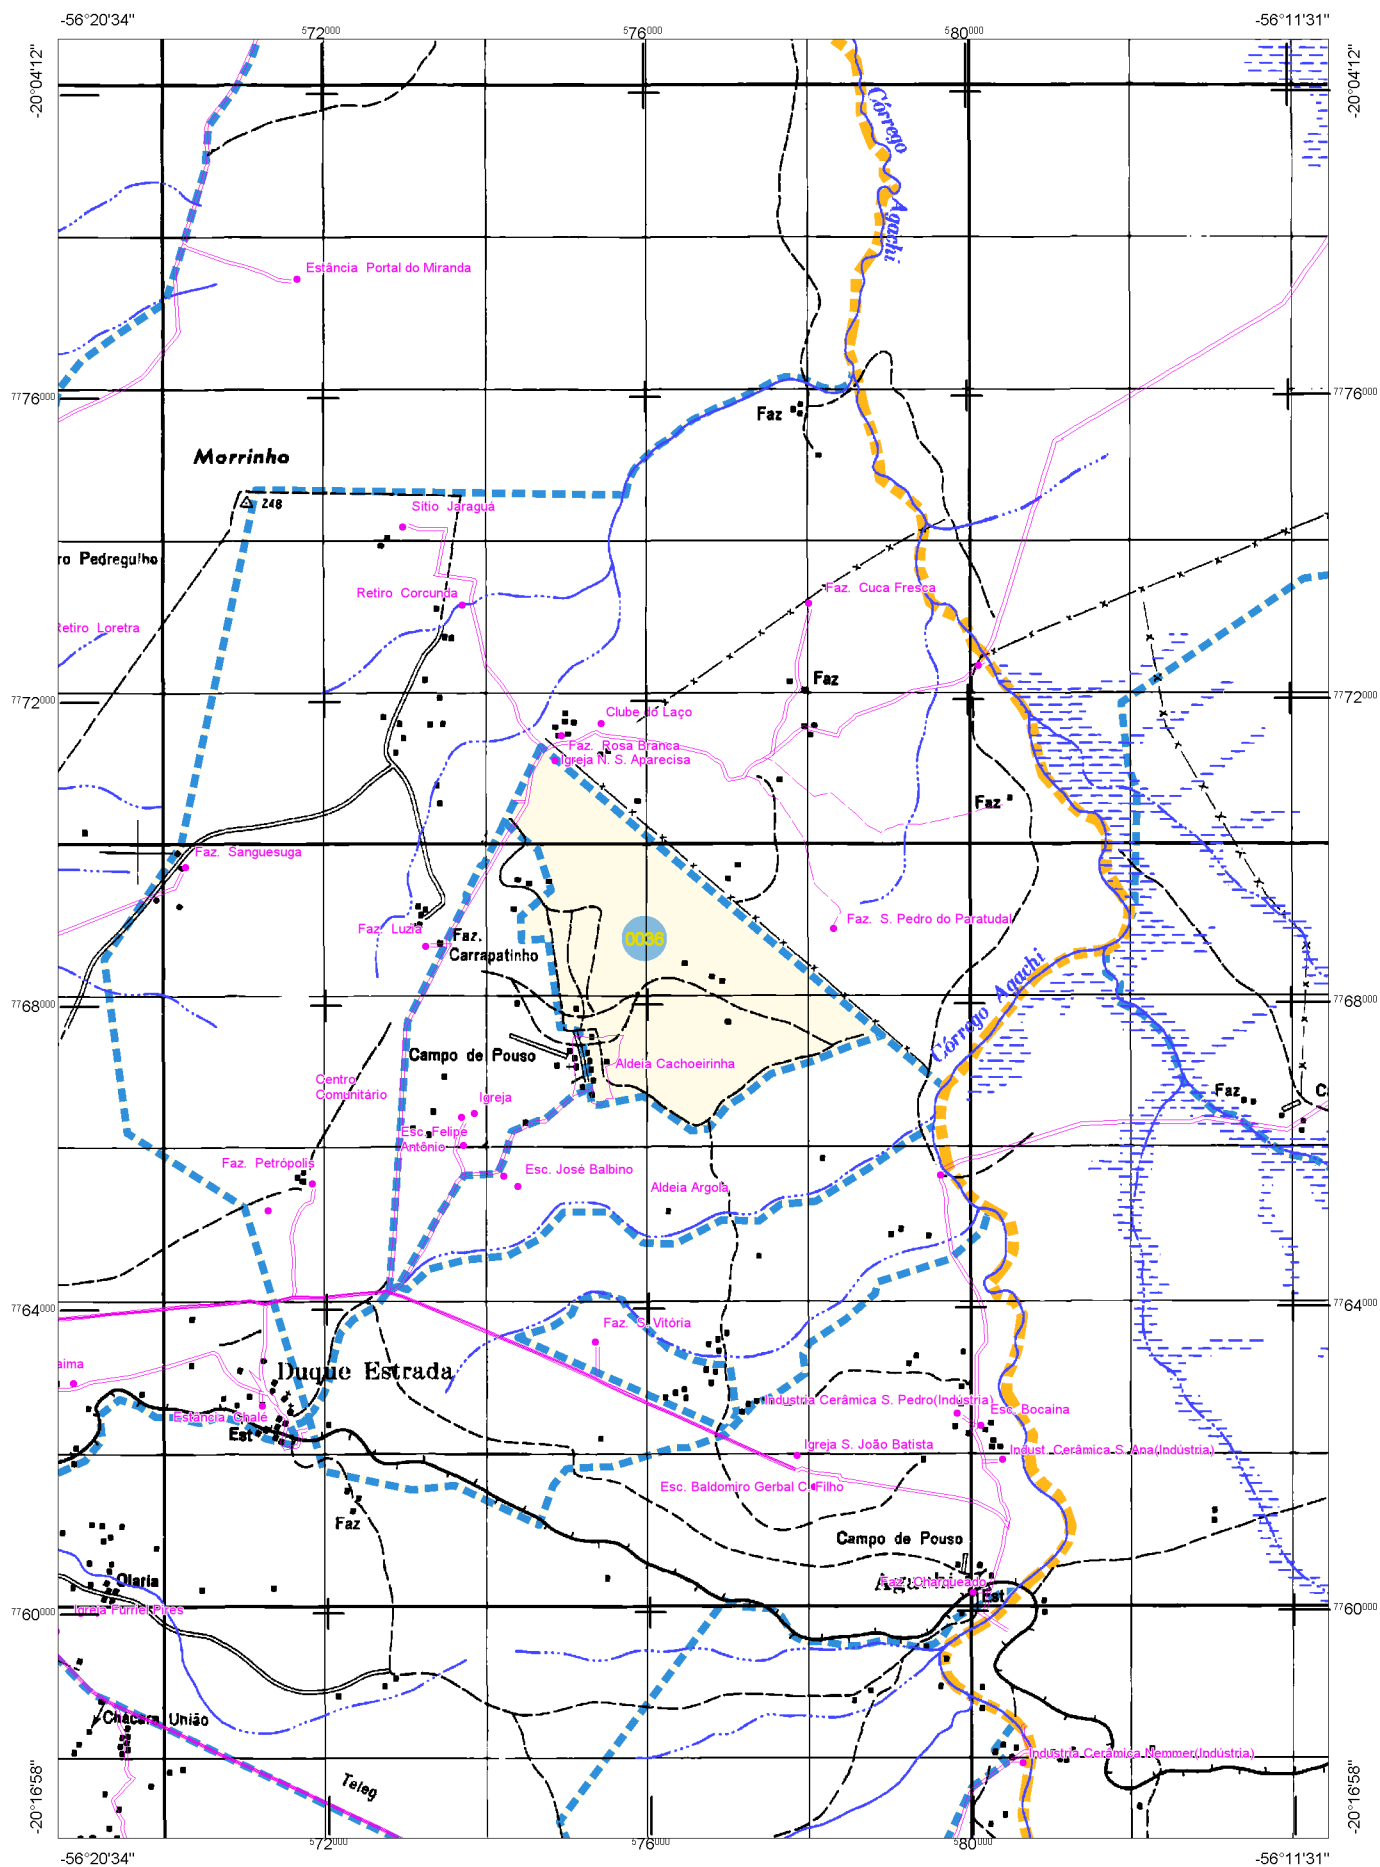 -56°20'34"
572000
576000
580000
-56°11'31"
-20°04'12"
-20°04'12"
Córrego
Agachi
Estância Portal do Miranda
7776000
7776000
Faz
Morrinho
248
Sítio Jaraguá
ro Pedregulho
Retiro Corcunda
Faz. Cuca Fresca
Retiro Loretra
Faz
7772000
7772000
Clube do Laço
Faz. Rosa Branca
Igreja N. S. Aparecisa
Faz
Faz. Sanguesuga
Faz. S. Pedro do Paratudal
Faz. Luzia
Faz.
Carrapatinho
0036
Córrego Agachi
7768000
7768000
Campo de Pouso
Aldeia Cachoeirinha
Centro
Comunitário
Igreja
Faz
C
Esc. Felipe
Antônio
Faz. Petrópolis
Esc. José Balbino
Aldeia Argola
7764000
7764000
Faz. S. Vitória
aima
Duque Estrada
Industria Cerâmica S. Pedro(Indústria)
Esc. Bocaina
Estância Chalé
Est
Igreja S. João Batista
Indust. Cerâmica S. Ana(Indústria)
Esc. Baldomiro Gerbal C. Filho
Faz
Campo de Pouso
Olaria
Agachi
Faz. Charqueado
Est
Igreja Furriel Pires
7760000
7760000
Chácara União
Indústria Cerâmica Nemmer(Indústria)
Teleg
-20°16'58"
-20°16'58"
572000
576000
580000
-56°20'34"
-56°11'31"